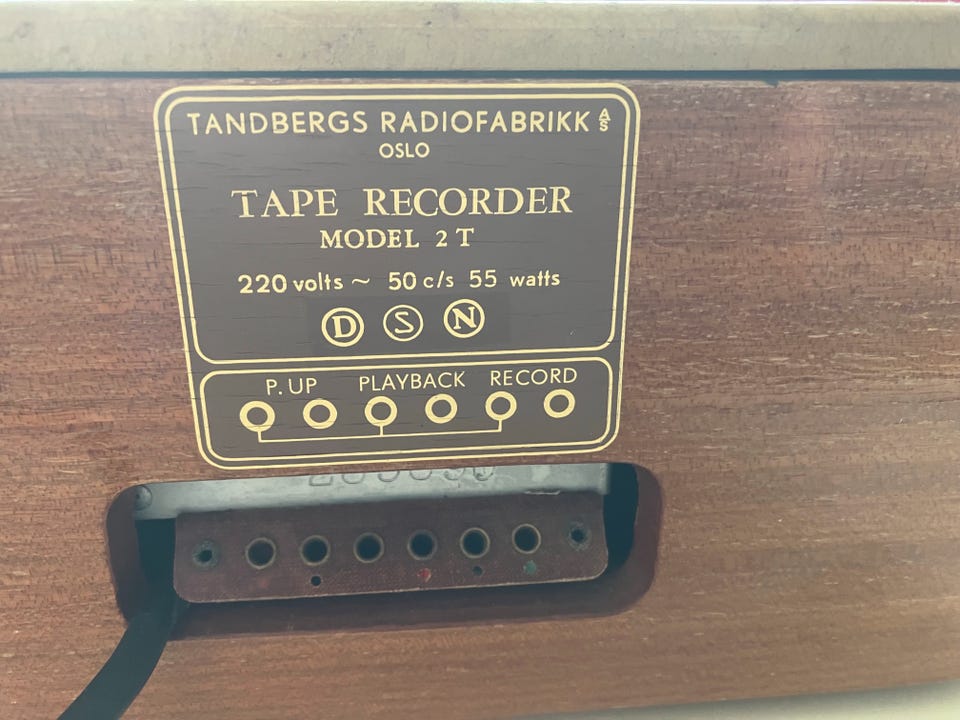 TANDBERGS RADIOFABRIKK A/S
OSLO
TAPE RECORDER
MODEL 2 T
220 volts ~ 50 c/s 55 watts
D S N
P. UP PLAYBACK RECORD